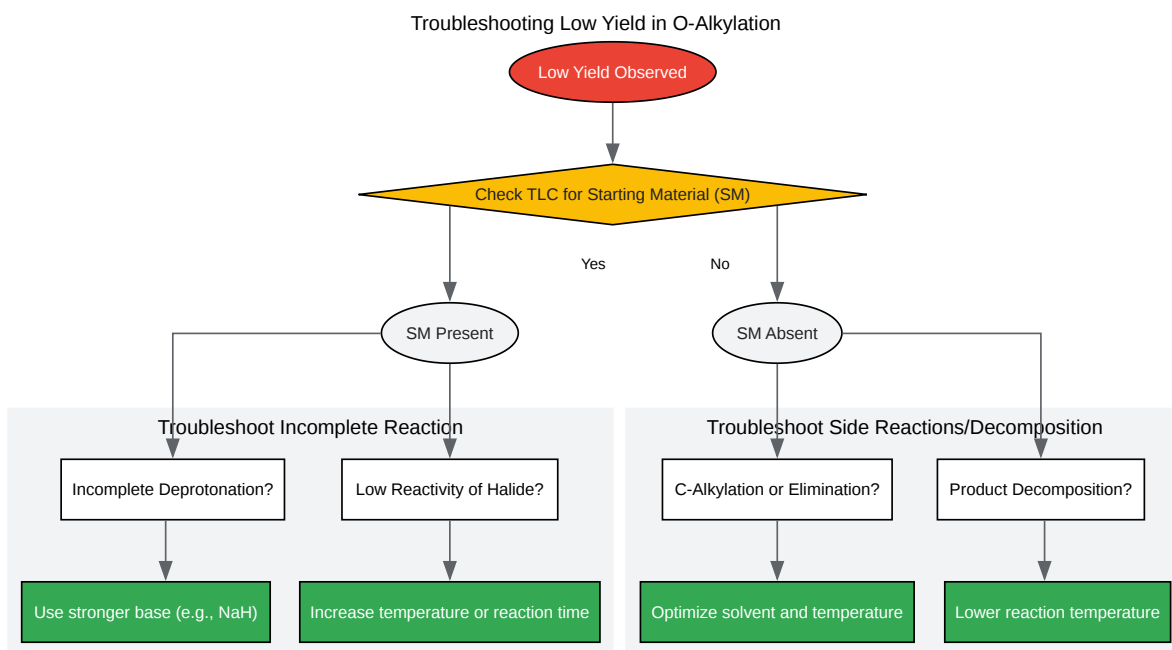 Troubleshooting Low Yield in O-Alkylation
Low Yield Observed
Check TLC for Starting Material (SM)
Yes
No
SM Present
SM Absent
Troubleshoot Incomplete Reaction
Troubleshoot Side Reactions/Decomposition
Incomplete Deprotonation?
Low Reactivity of Halide?
C-Alkylation or Elimination?
Product Decomposition?
Use stronger base (e.g., NaH)
Increase temperature or reaction time
Optimize solvent and temperature
Lower reaction temperature